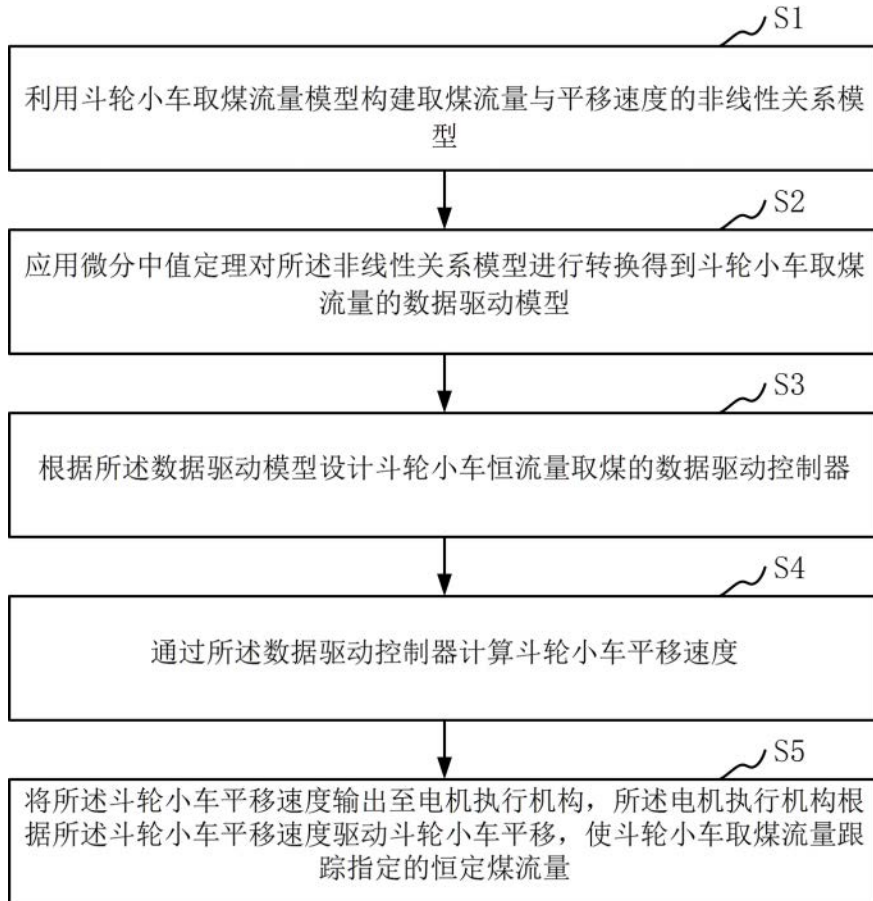 S1
利用斗轮小车取煤流量模型构建取煤流量与平移速度的非线性关系模
型
S2
应用微分中值定理对所述非线性关系模型进行转换得到斗轮小车取煤
流量的数据驱动模型
S3
根据所述数据驱动模型设计斗轮小车恒流量取煤的数据驱动控制器
S4
通过所述数据驱动控制器计算斗轮小车平移速度
S5
将所述斗轮小车平移速度输出至电机执行机构，所述电机执行机构根
据所述斗轮小车平移速度驱动斗轮小车平移，使斗轮小车取煤流量跟
踪指定的恒定煤流量